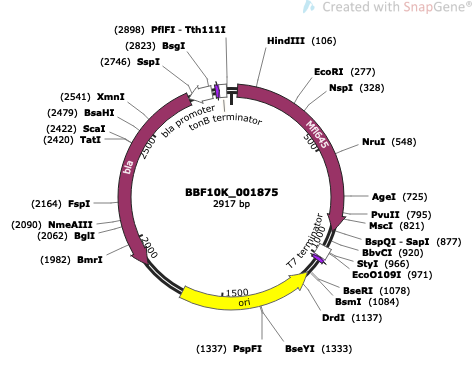 Created with SnapGene®
(2898) PflFI - Tth111I
(2823) BsgI
(2746) SspI
HindIII (106)
EcoRI (277)
NspI (328)
(2541) XmnI
(2479) BsaHI
(2422) ScaI
(2420) TatI
bla promoter
tonB terminator
Mfl645
500
2500
NruI (548)
bla
BBF10K_001875
2917 bp
(2164) FspI
AgeI (725)
PvuII (795)
MscI (821)
(2090) NmeAIII
(2062) BglI
BspQI - SapI (877)
BbvCI (920)
StyI (966)
EcoO109I (971)
T7 terminator
1000
2000
(1982) BmrI
BseRI (1078)
BsmI (1084)
1500
ori
DrdI (1137)
(1337) PspFI
BseYI (1333)